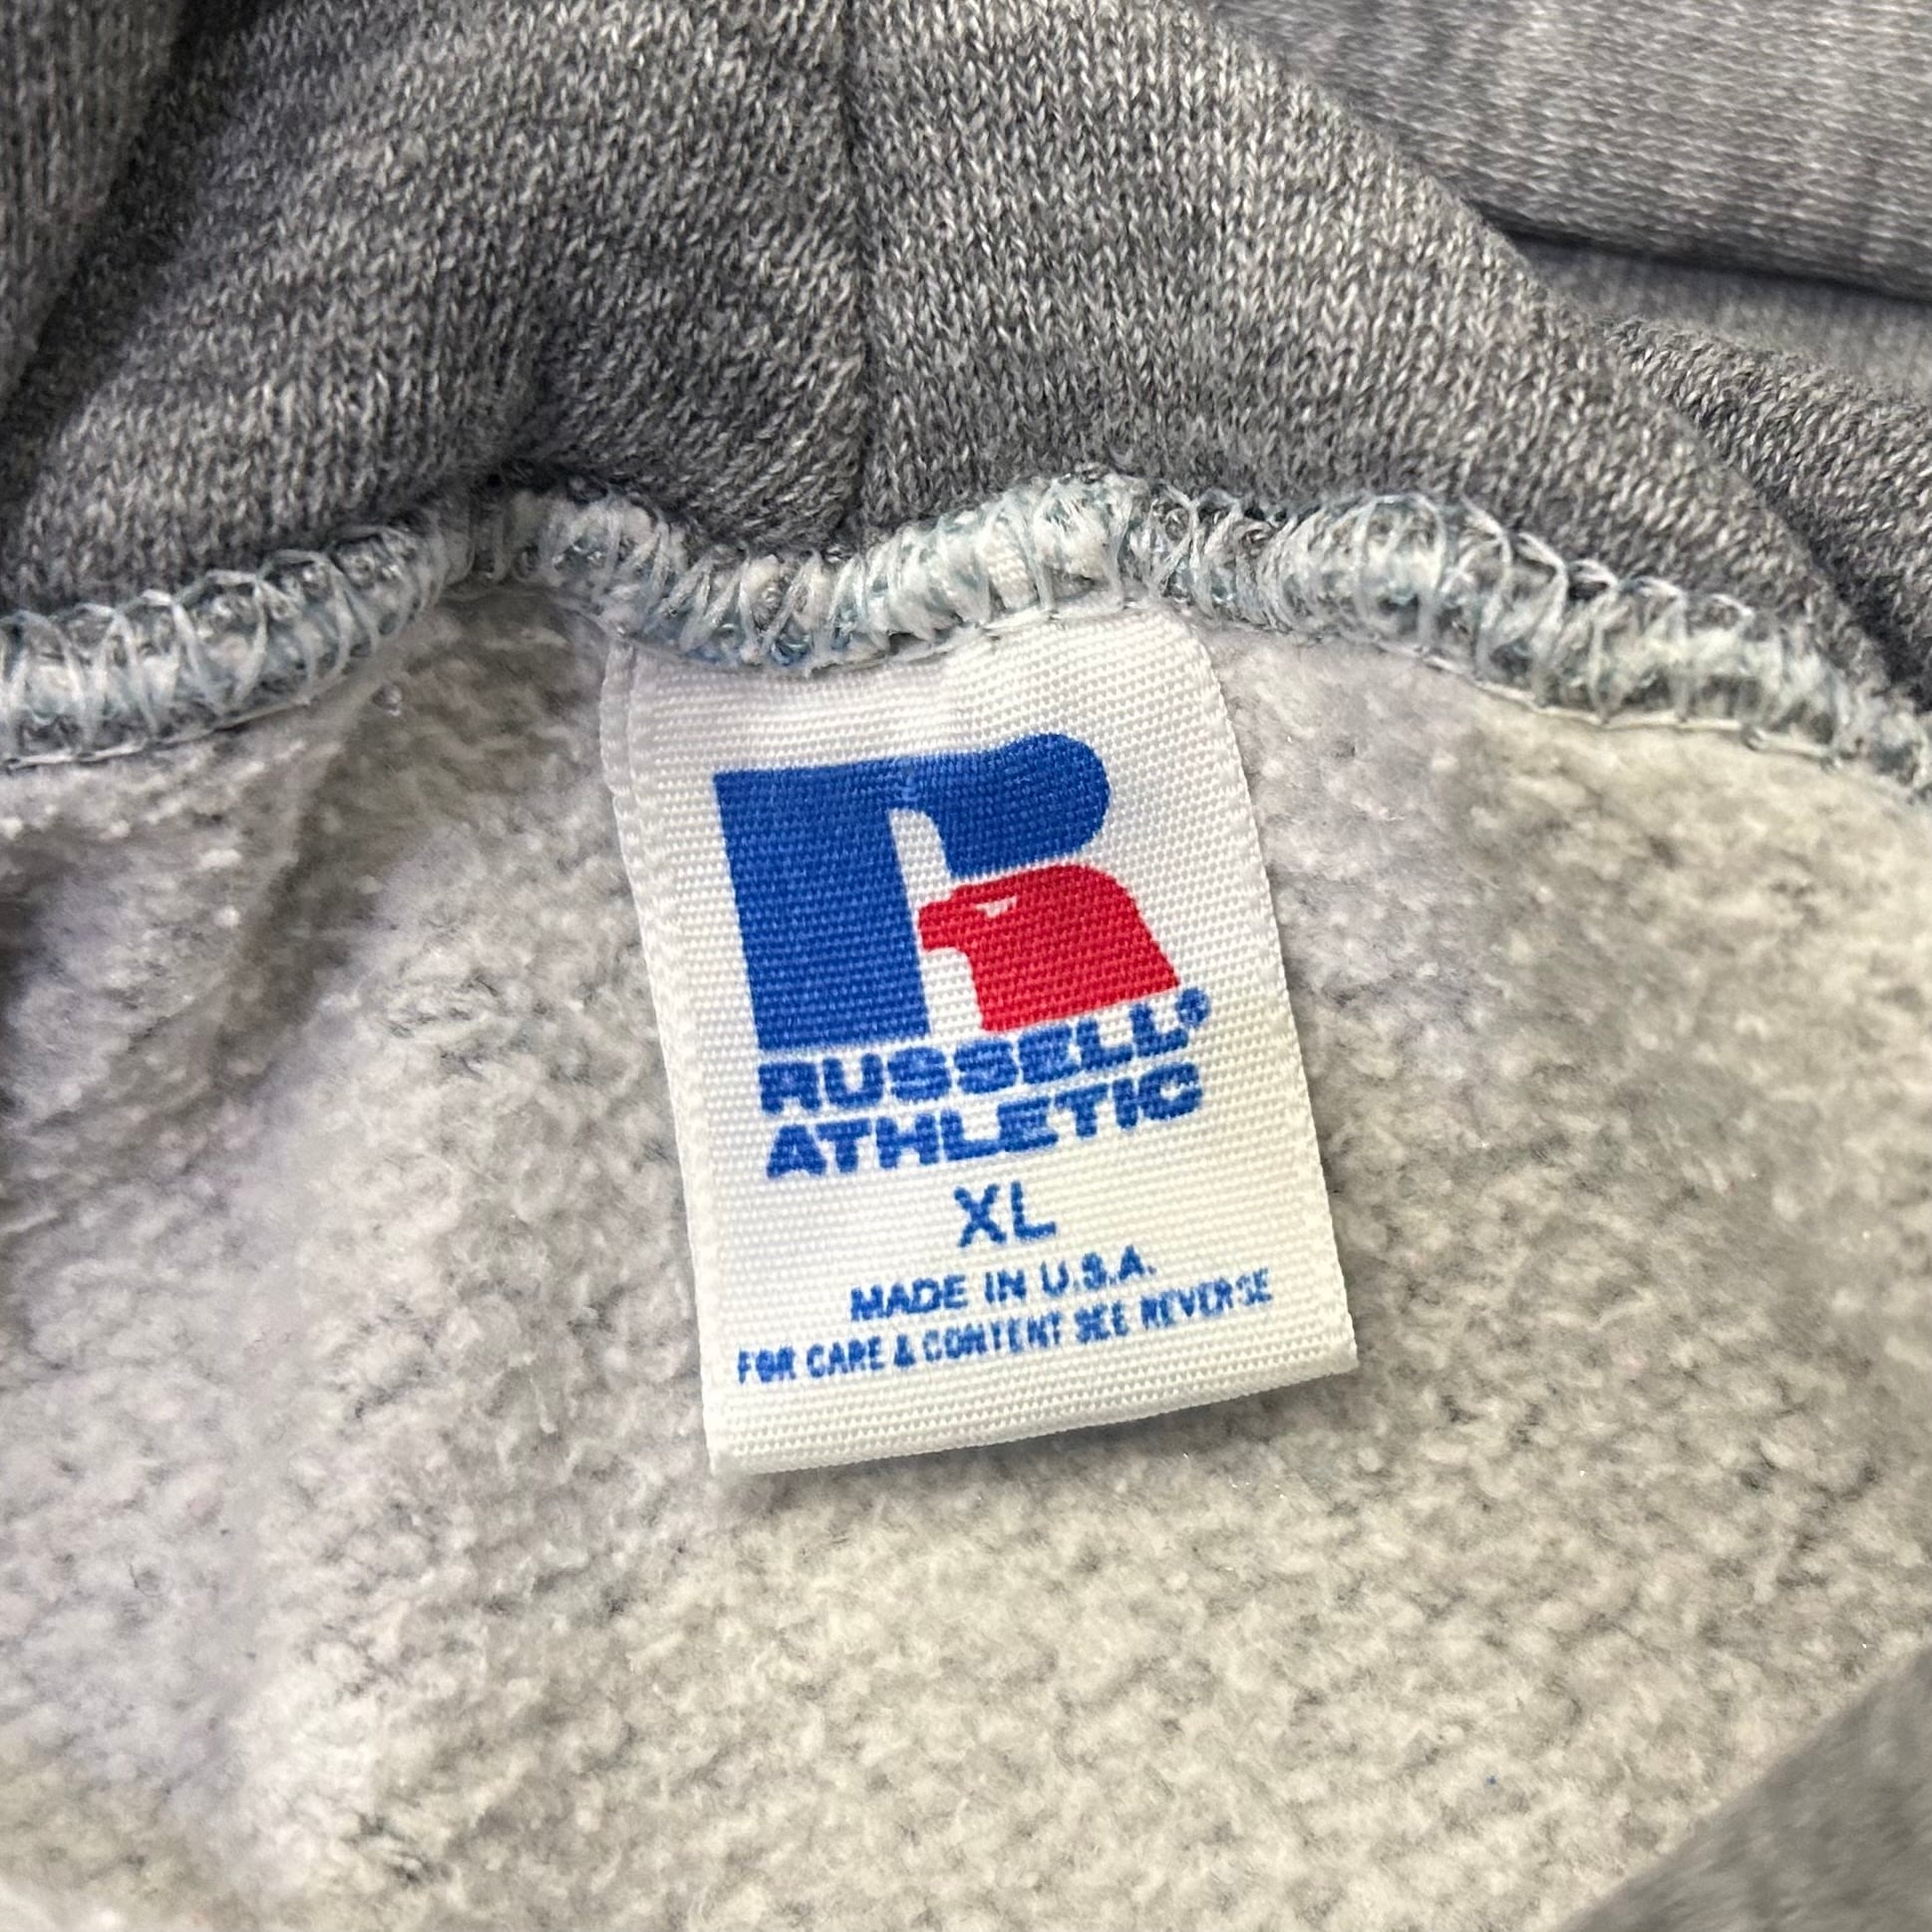 R
RUSSELL®
ATHLETIC
XL
MADE IN U.S.A.
FOR CARE & CONTENT SEE REVERSE